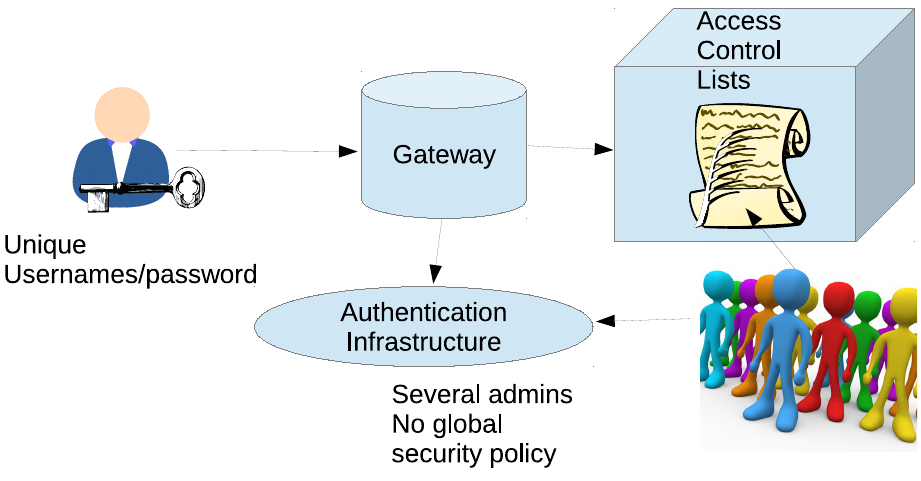 Access
Control
Lists
Gateway
Unique
Usernames/password
Authentication
Infrastructure
Several admins
No global
security policy